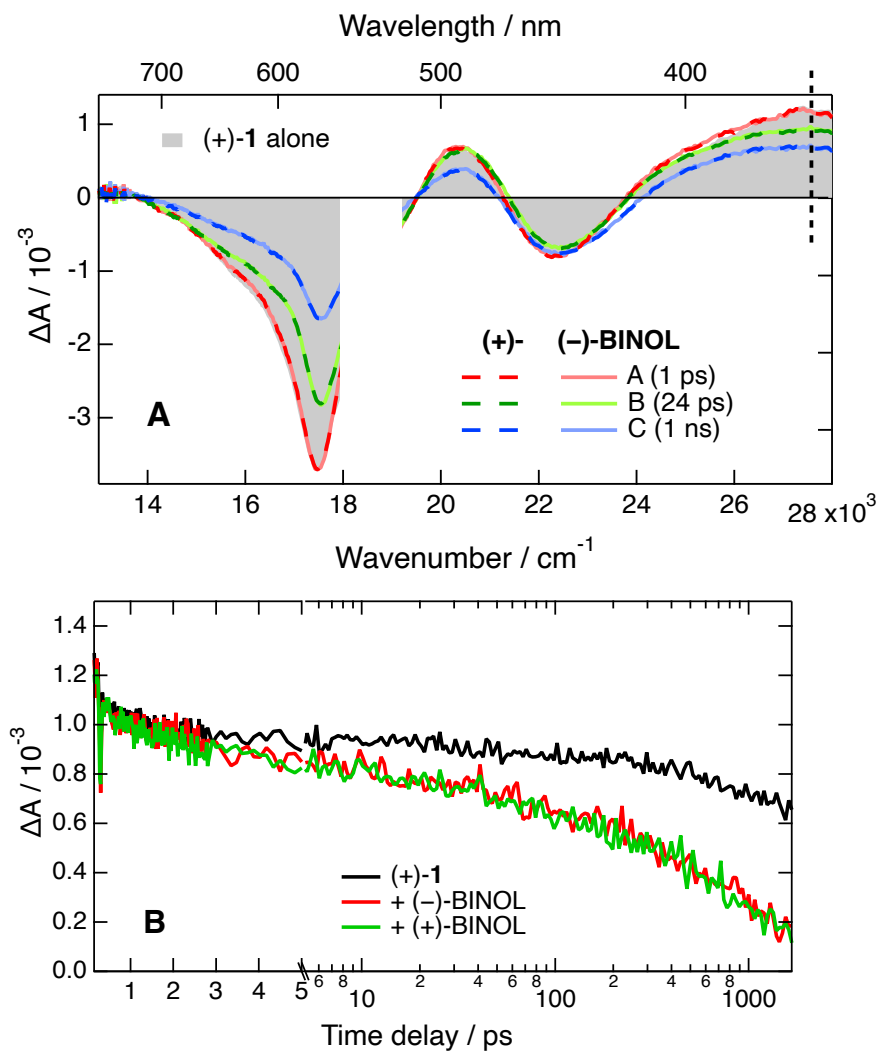 Wavelength / nm
700 600 500 400
1
0
-1
-2
-3
ΔA / 10⁻³
(+)-1 alone
(+)- (–)-BINOL
A (1 ps)
B (24 ps)
C (1 ns)
A
14 16 18 20 22 24 26 28 x10³
Wavenumber / cm⁻¹
1.4
1.2
1.0
0.8
0.6
0.4
0.2
0.0
ΔA / 10⁻³
(+)-1
+ (–)-BINOL
+ (+)-BINOL
B
1 2 3 4 5 6 8 10 2 4 6 8 100 2 4 6 8 1000
Time delay / ps